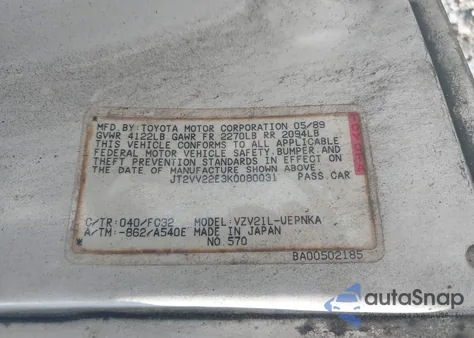 MFD.BY:TOYOTA MOTOR CORPORATION 05/89
GVWR 4122LB GAWR FR 2270LB RR 2094LB
THIS VEHICLE CONFORMS TO ALL APPLICABLE
FEDERAL MOTOR VEHICLE SAFETY,BUMPER,AND
THEFT PREVENTION STANDARDS IN EFFECT ON
THE DATE OF MANUFACTURE SHOWN ABOVE.
JT2VV22E3K0080031 PASS.CAR
C/TR:040/FC32 MODEL:VZV21L-UEPNKA
A/TM:-862/A540E MADE IN JAPAN
NO.570
BA00502185
autoSnap